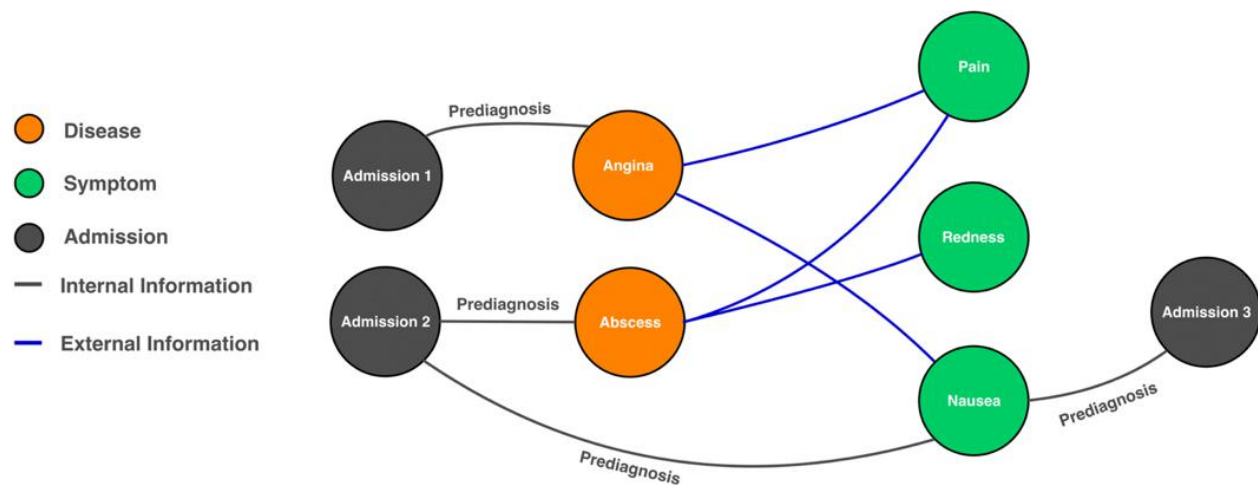 Disease
Symptom
Admission
Internal Information
External Information
Prediagnosis
Admission 1
Angina
Pain
Redness
Prediagnosis
Admission 2
Abscess
Admission 3
Nausea
Prediagnosis
Prediagnosis